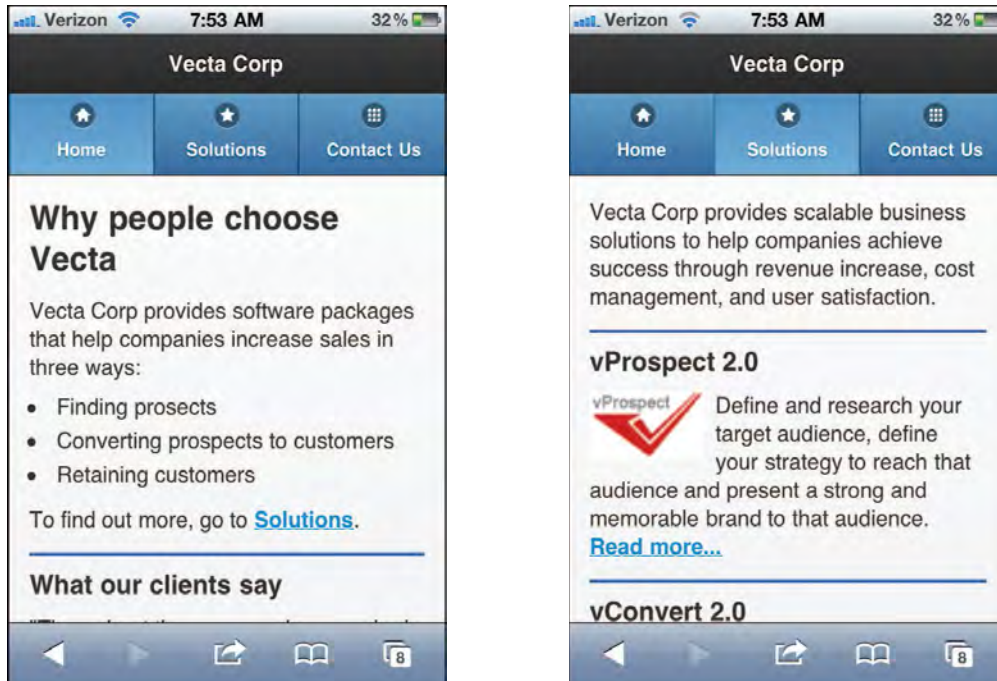 Verizon 7:53 AM 32%
Vecta Corp
Home Solutions Contact Us
Why people choose
Vecta
Vecta Corp provides software packages
that help companies increase sales in
three ways:
• Finding prosects
• Converting prospects to customers
• Retaining customers
To find out more, go to Solutions.
What our clients say
8
Verizon 7:53 AM 32%
Vecta Corp
Home Solutions Contact Us
Vecta Corp provides scalable business
solutions to help companies achieve
success through revenue increase, cost
management, and user satisfaction.
vProspect 2.0
vProspect
Define and research your
target audience, define
your strategy to reach that
audience and present a strong and
memorable brand to that audience.
Read more...
vConvert 2.0
8